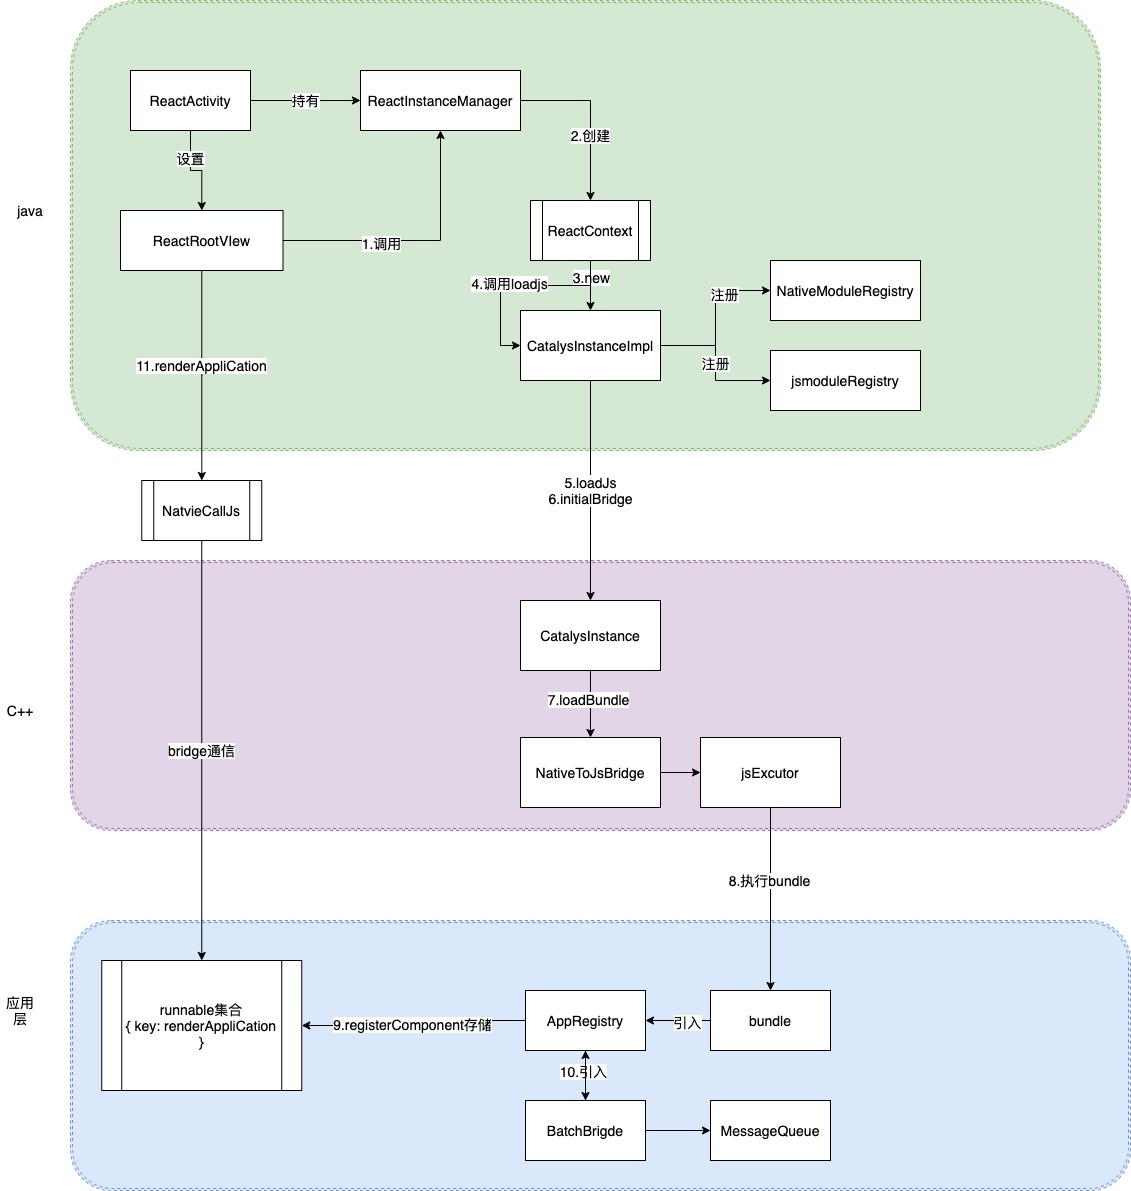 java
ReactActivity
持有
ReactInstanceManager
2.创建
设置
ReactRootVIew
1.调用
ReactContext
4.调用loadjs
3.new
CatalysInstanceImpl
注册
NativeModuleRegistry
注册
jsmoduleRegistry
11.renderAppliCation
NatvieCallJs
5.loadJs
6.initialBridge
C++
CatalysInstance
7.loadBundle
NativeToJsBridge
jsExcutor
bridge通信
8.执行bundle
应用
层
runnable集合
{ key: renderAppliCation
}
9.registerComponent存储
AppRegistry
引入
bundle
10.引入
BatchBrigde
MessageQueue